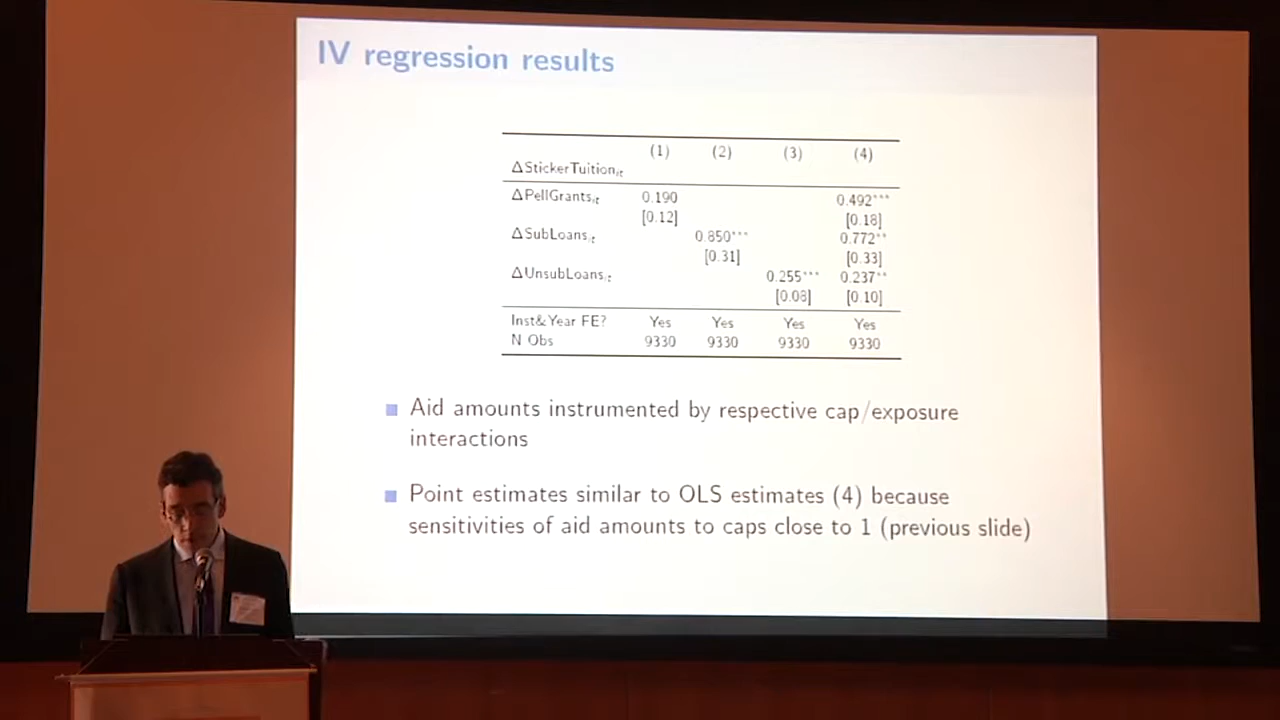 IV regression results
(1) (2) (3) (4)
ΔStickerTuition_it
ΔPellGrants_it 0.190 0.492***
[0.12] [0.18]
ΔSubLoans_it 0.850*** 0.772**
[0.31] [0.33]
ΔUnsubLoans_it 0.255*** 0.237**
[0.08] [0.10]
Inst&Year FE? Yes Yes Yes Yes
N Obs 9330 9330 9330 9330
Aid amounts instrumented by respective cap/exposure
interactions
Point estimates similar to OLS estimates (4) because
sensitivities of aid amounts to caps close to 1 (previous slide)